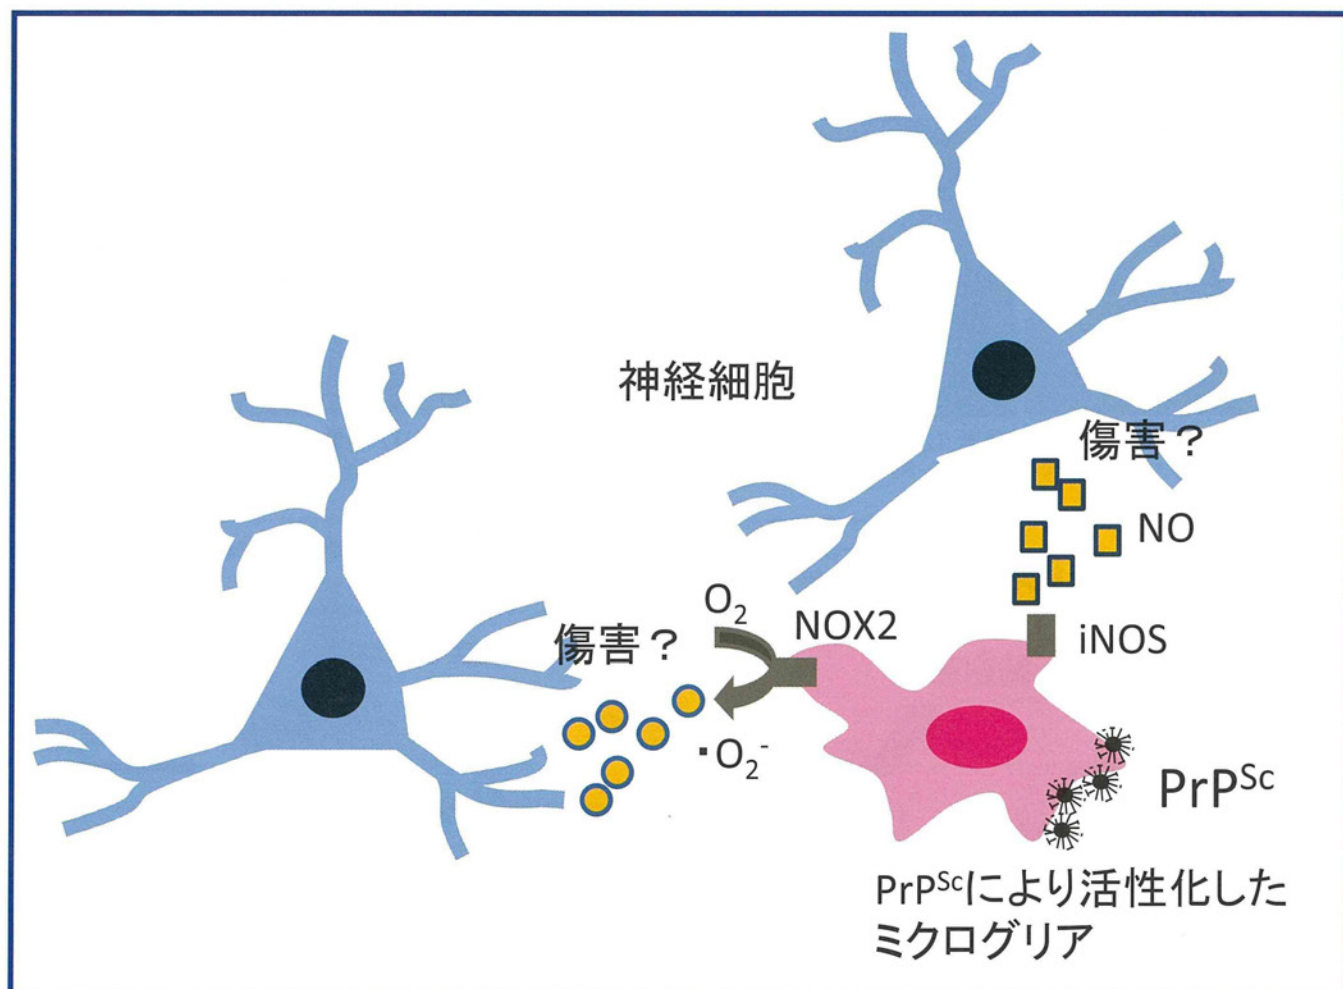 神経細胞
傷害？
NO
O₂
NOX2
iNOS
傷害？
・O₂⁻
PrPˢᶜ
PrPˢᶜにより活性化した
ミクログリア